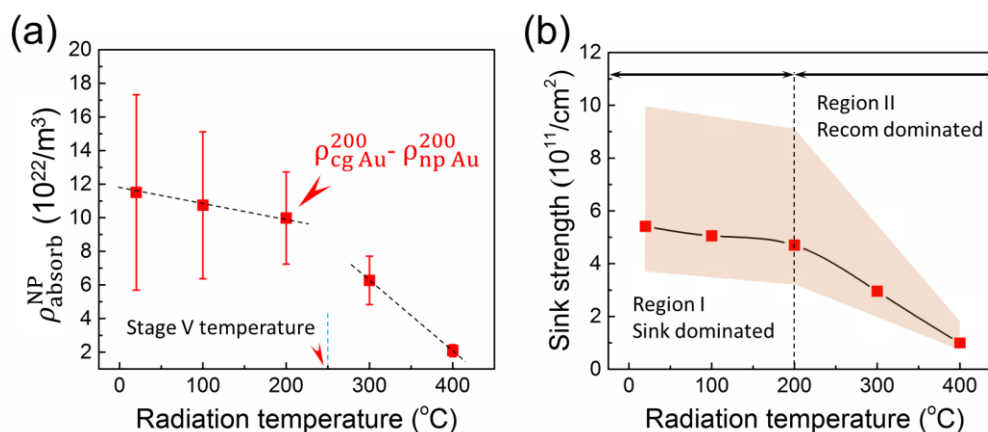 (a)
20
18
16
14
12
10
8
6
4
2
ρ^NP_absorb (10^22/m^3)
ρ^200_cg Au - ρ^200_np Au
Stage V temperature
0 100 200 300 400
Radiation temperature (°C)
(b)
12
10
8
6
4
2
0
Sink strength (10^11/cm^2)
Region II
Recom dominated
Region I
Sink dominated
0 100 200 300 400
Radiation temperature (°C)